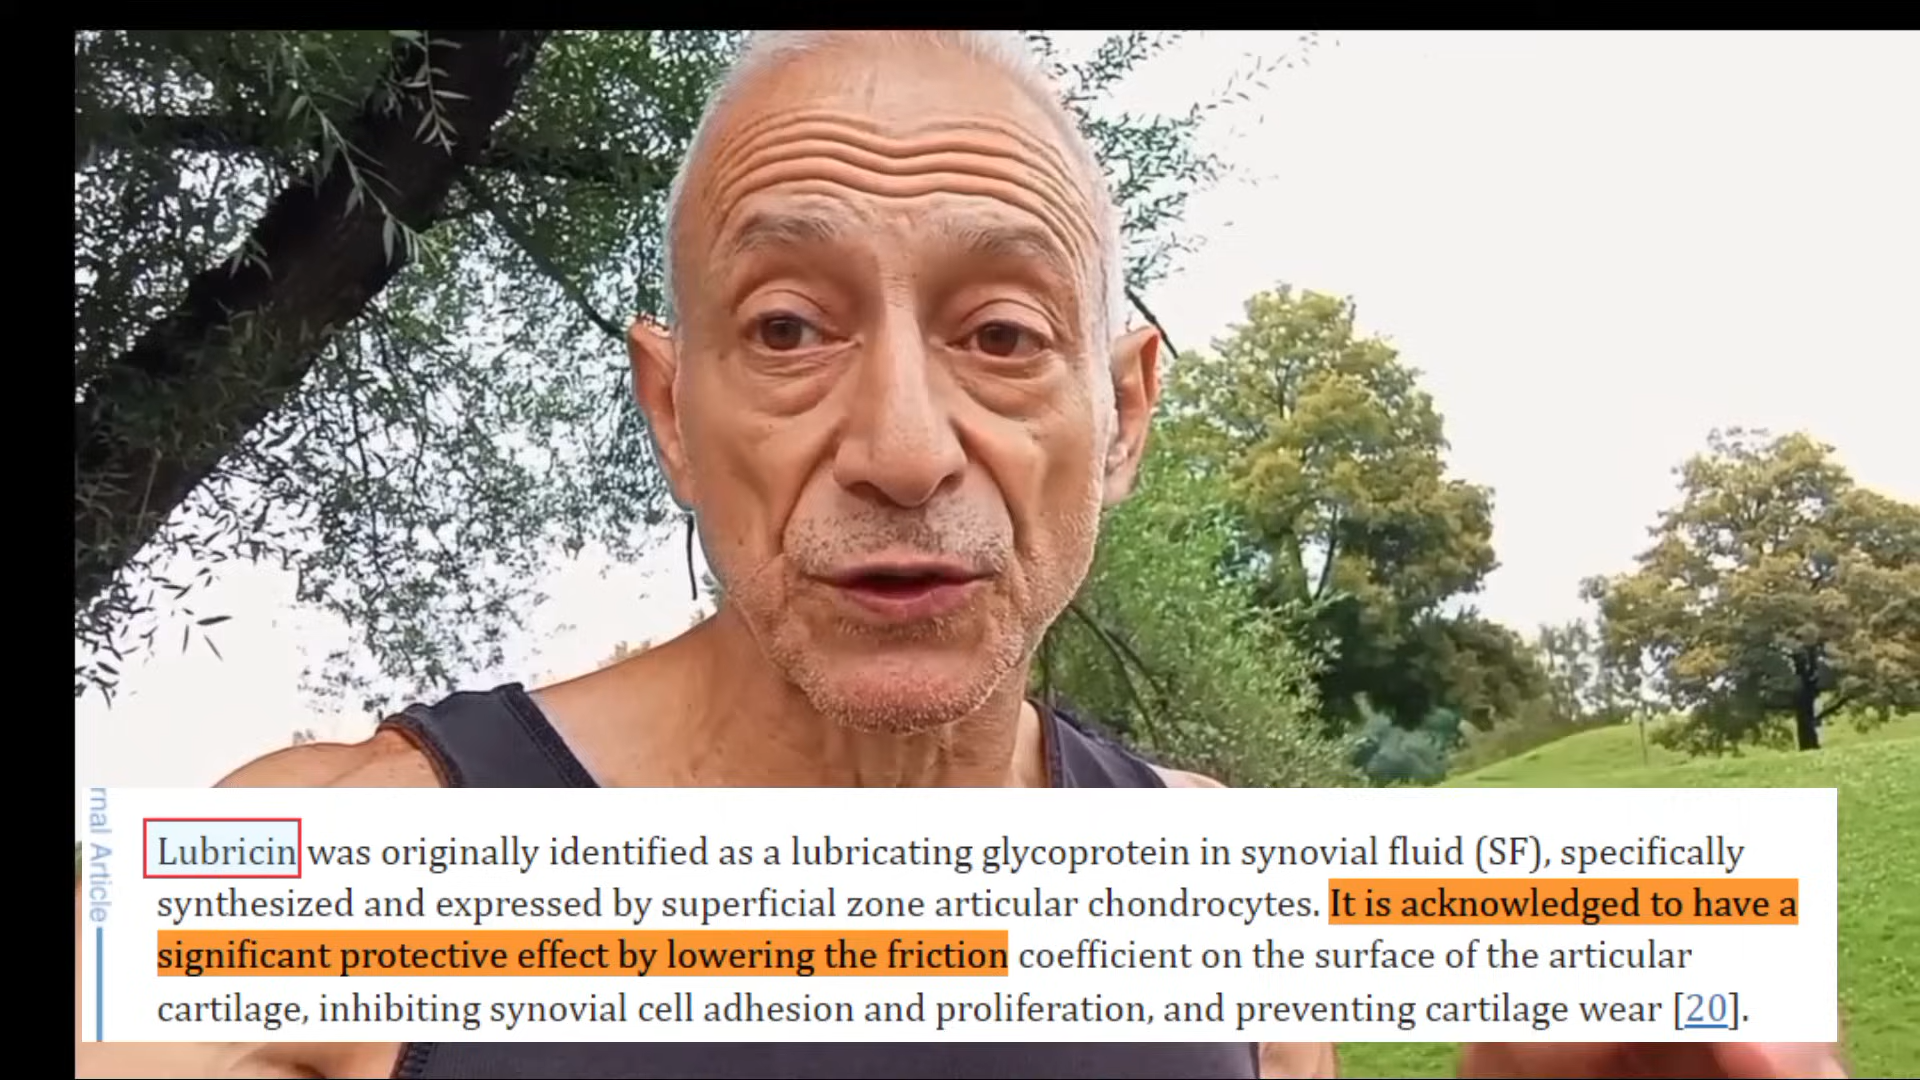 rnal Article
Lubricin was originally identified as a lubricating glycoprotein in synovial fluid (SF), specifically
synthesized and expressed by superficial zone articular chondrocytes. It is acknowledged to have a
significant protective effect by lowering the friction coefficient on the surface of the articular
cartilage, inhibiting synovial cell adhesion and proliferation, and preventing cartilage wear [20].